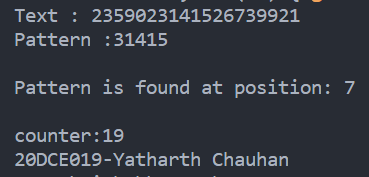 Text : 2359023141526739921
Pattern :31415
Pattern is found at position: 7
counter:19
20DCE019-Yatharth Chauhan